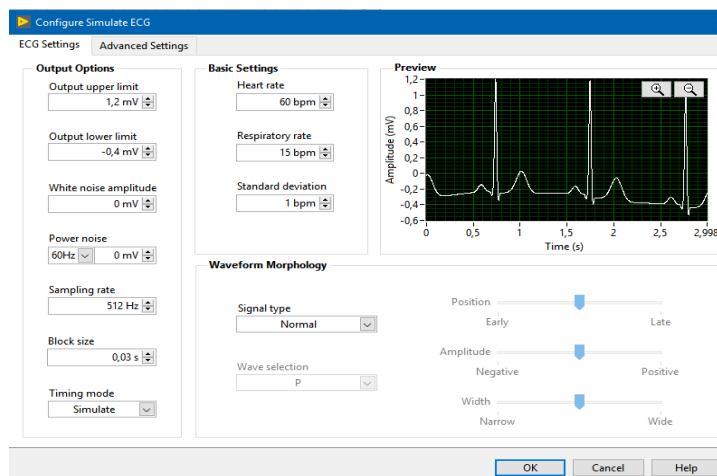 Configure Simulate ECG
ECG Settings
Advanced Settings
Output Options
Output upper limit
1,2 mV
Output lower limit
-0,4 mV
White noise amplitude
0 mV
Power noise
60Hz 0 mV
Sampling rate
512 Hz
Block size
0,03 s
Timing mode
Simulate
Basic Settings
Heart rate
60 bpm
Respiratory rate
15 bpm
Standard deviation
1 bpm
Preview
Amplitude (mV)
1,2
1
0,8
0,6
0,4
0,2
0
-0,2
-0,4
-0,6
0 0,5 1 1,5 2 2,5 2,998
Time (s)
Waveform Morphology
Signal type
Normal
Wave selection
P
Position
Early Late
Amplitude
Negative Positive
Width
Narrow Wide
OK Cancel Help